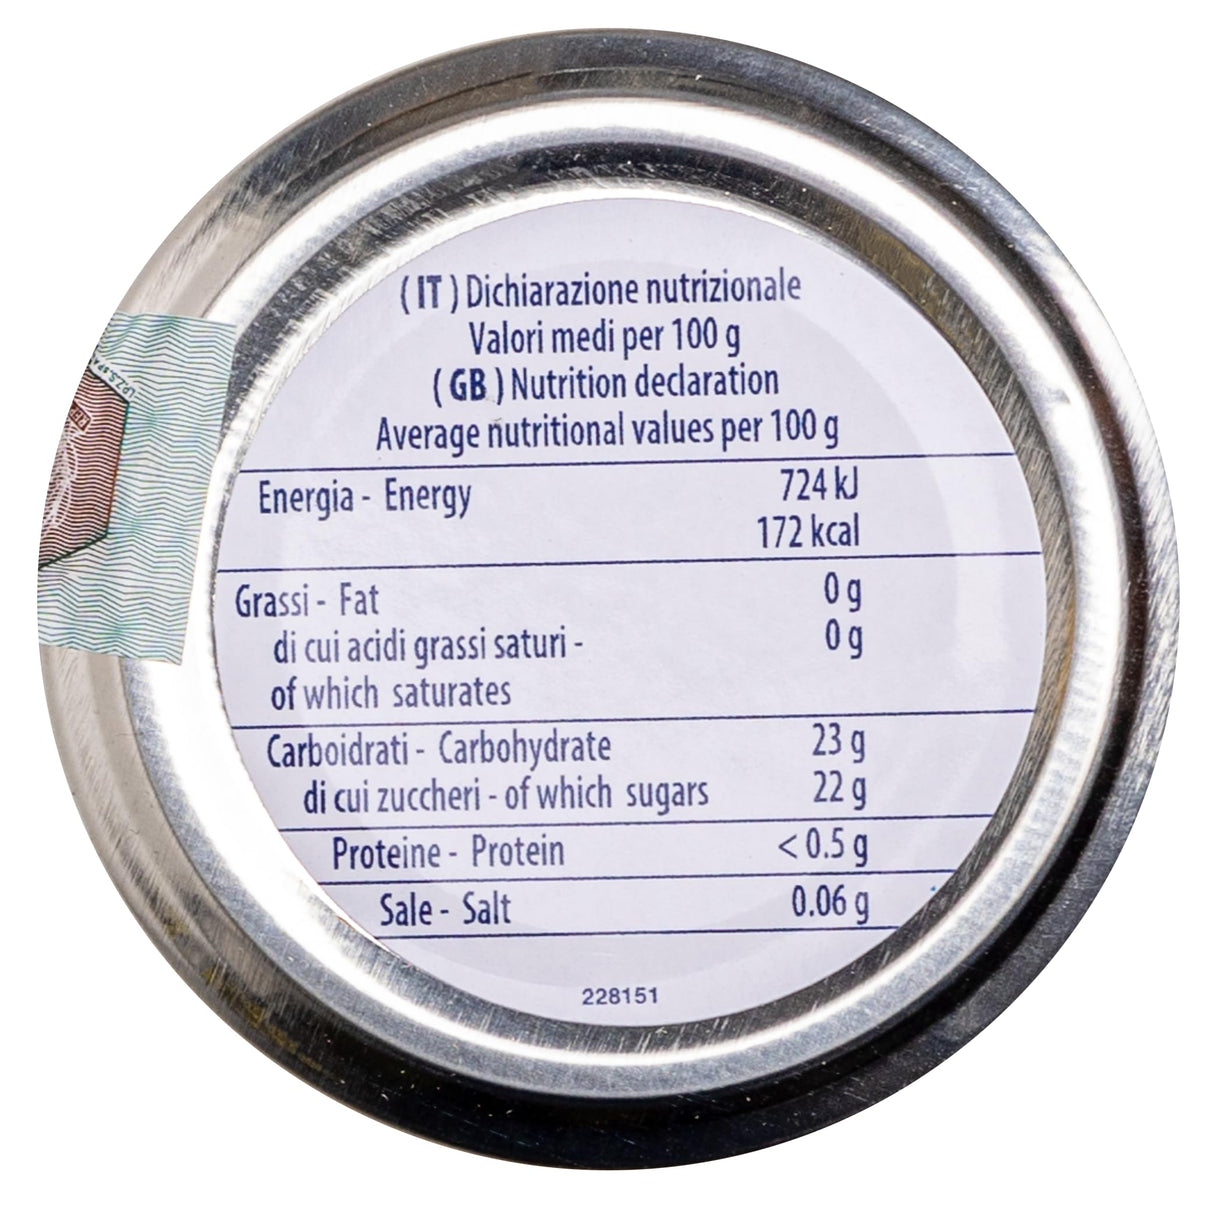 ( IT ) Dichiarazione nutrizionale
Valori medi per 100 g
( GB ) Nutrition declaration
Average nutritional values per 100 g
Energia - Energy 724 kJ
172 kcal
Grassi - Fat 0 g
di cui acidi grassi saturi - 0 g
of which saturates
Carboidrati - Carbohydrate 23 g
di cui zuccheri - of which sugars 22 g
Proteine - Protein < 0.5 g
Sale - Salt 0.06 g
228151